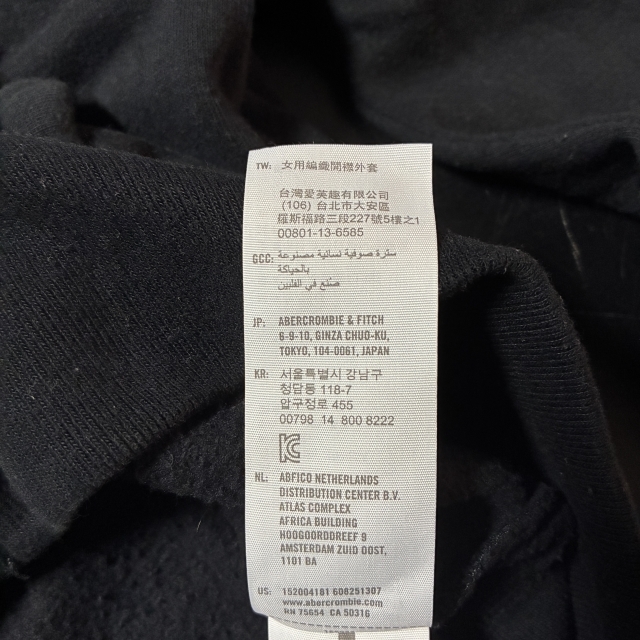 TW: 女用編織開襟外套
台灣愛芙趣有限公司
(106) 台北市大安區
羅斯福路三段227號5樓之1
00801-13-6585
GCC: سترة صوفية نسائية مصنوعة
بالحياكة
صنع في الفلبين
JP: ABERCROMBIE & FITCH
6-9-10, GINZA CHUO-KU,
TOKYO, 104-0061, JAPAN
KR: 서울특별시 강남구
청담동 118-7
압구정로 455
00798 14 800 8222
NL: ABFICO NETHERLANDS
DISTRIBUTION CENTER B.V.
ATLAS COMPLEX
AFRICA BUILDING
HOOGOORDDREEF 9
AMSTERDAM ZUID OOST,
1101 BA
US: 152004181 608251307
www.abercrombie.com
RN 75654 CA 50316